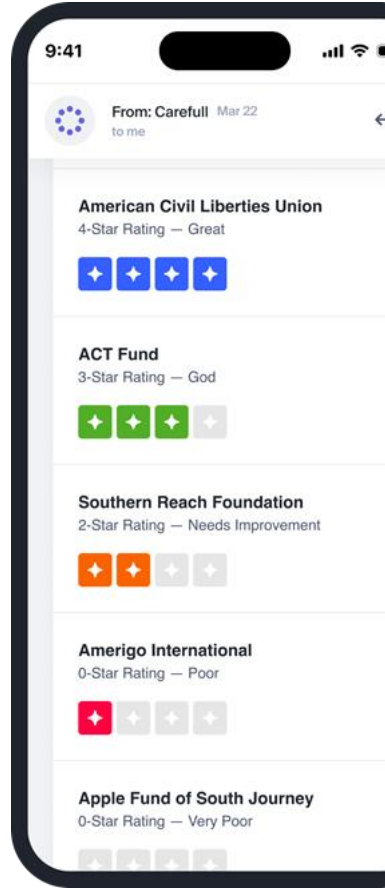 9:41
From: Carefull Mar 22
to me
American Civil Liberties Union
4-Star Rating — Great
ACT Fund
3-Star Rating — God
Southern Reach Foundation
2-Star Rating — Needs Improvement
Amerigo International
0-Star Rating — Poor
Apple Fund of South Journey
0-Star Rating — Very Poor